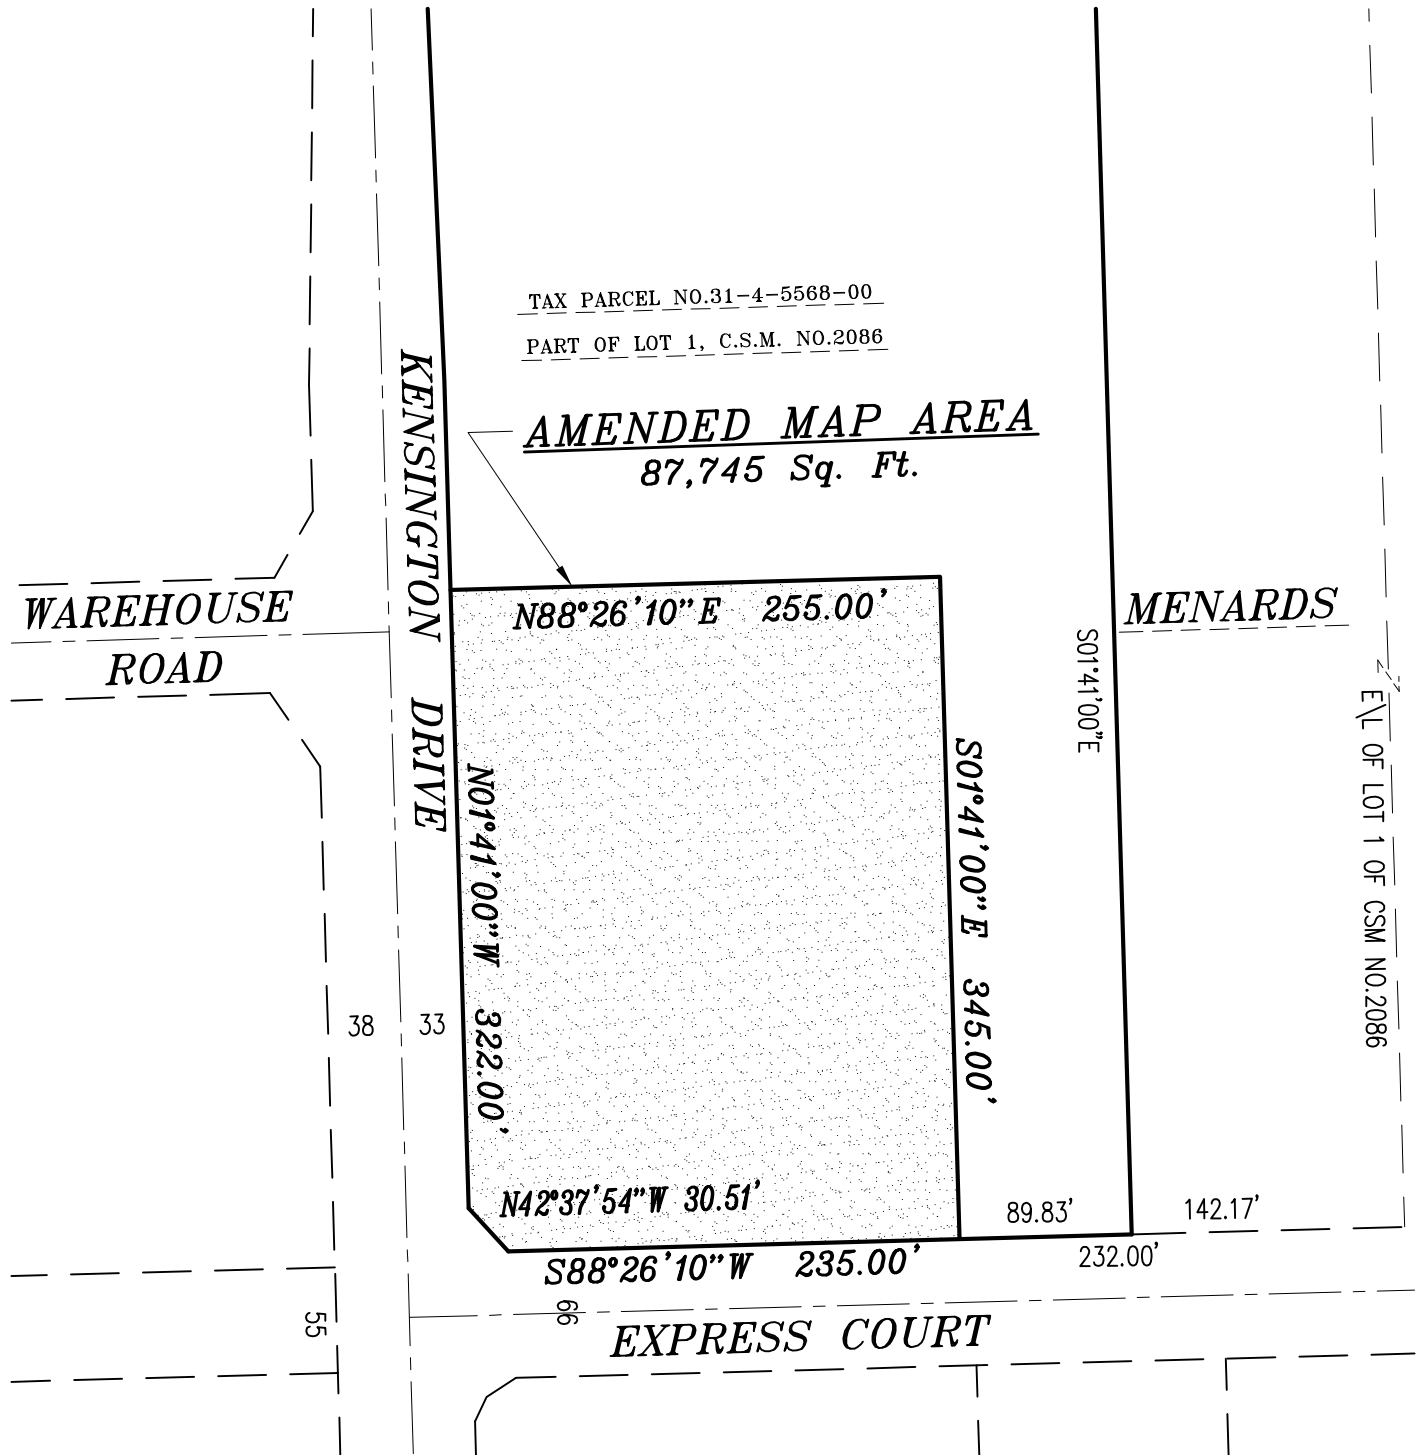 TAX PARCEL NO.31-4-5568-00
PART OF LOT 1, C.S.M. NO.2086
KENSINGTON DRIVE
AMENDED MAP AREA
87,745 Sq. Ft.
WAREHOUSE
ROAD
N88°26'10"E 255.00'
MENARDS
S01°41'00"E
E\L OF LOT 1 OF CSM NO.2086
N01°41'00"W 322.00'
S01°41'00"E 345.00'
38
33
N42°37'54"W 30.51'
89.83'
142.17'
S88°26'10"W 235.00'
232.00'
55
66
EXPRESS COURT